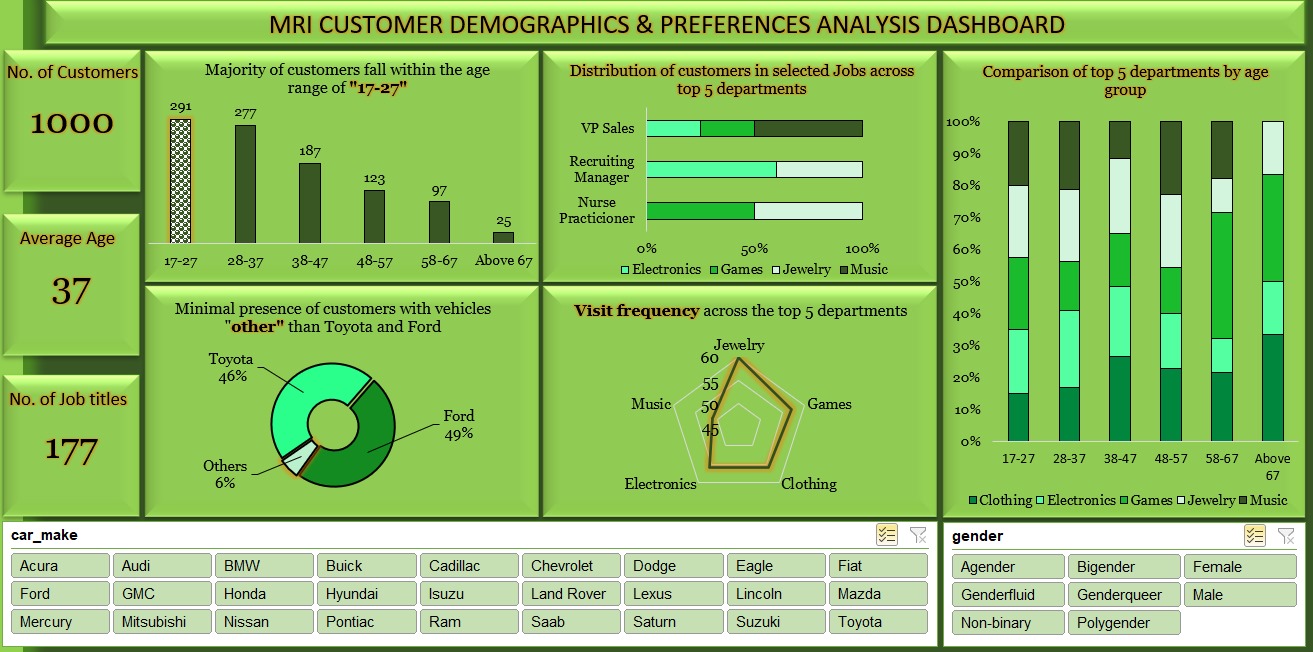 MRI CUSTOMER DEMOGRAPHICS & PREFERENCES ANALYSIS DASHBOARD
No. of Customers
1000
Average Age
37
No. of Job titles
177
Majority of customers fall within the age
range of "17-27"
291
277
187
123
97
25
17-27 28-37 38-47 48-57 58-67 Above 67
Distribution of customers in selected Jobs across
top 5 departments
VP Sales
Recruiting
Manager
Nurse
Practicioner
0% 50% 100%
Electronics Games Jewelry Music
Comparison of top 5 departments by age
group
100%
90%
80%
70%
60%
50%
40%
30%
20%
10%
0%
17-27 28-37 38-47 48-57 58-67 Above
67
Clothing Electronics Games Jewelry Music
Minimal presence of customers with vehicles
"other" than Toyota and Ford
Toyota
46%
Ford
49%
Others
6%
Visit frequency across the top 5 departments
Jewelry
60
55
50
45
Music
Games
Electronics
Clothing
car_make
Acura Audi BMW Buick Cadillac Chevrolet Dodge Eagle Fiat
Ford GMC Honda Hyundai Isuzu Land Rover Lexus Lincoln Mazda
Mercury Mitsubishi Nissan Pontiac Ram Saab Saturn Suzuki Toyota
gender
Agender Bigender Female
Genderfluid Genderqueer Male
Non-binary Polygender